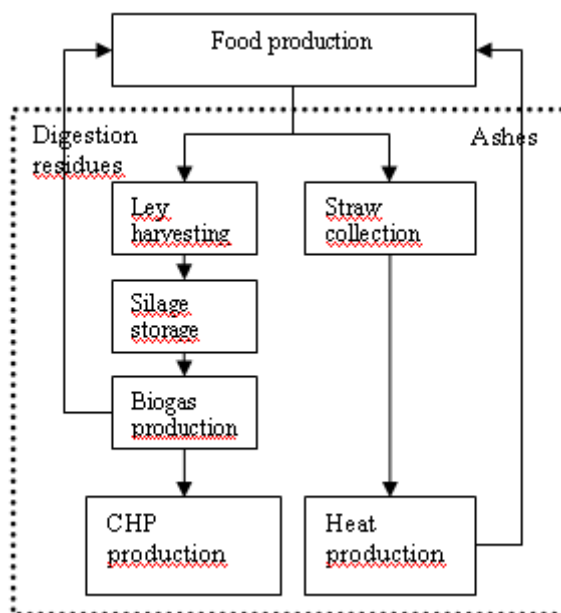 Food production
Digestion
residues
Ashes
Ley
harvesting
Straw
collection
Silage
storage
Biogas
production
CHP
production
Heat
production